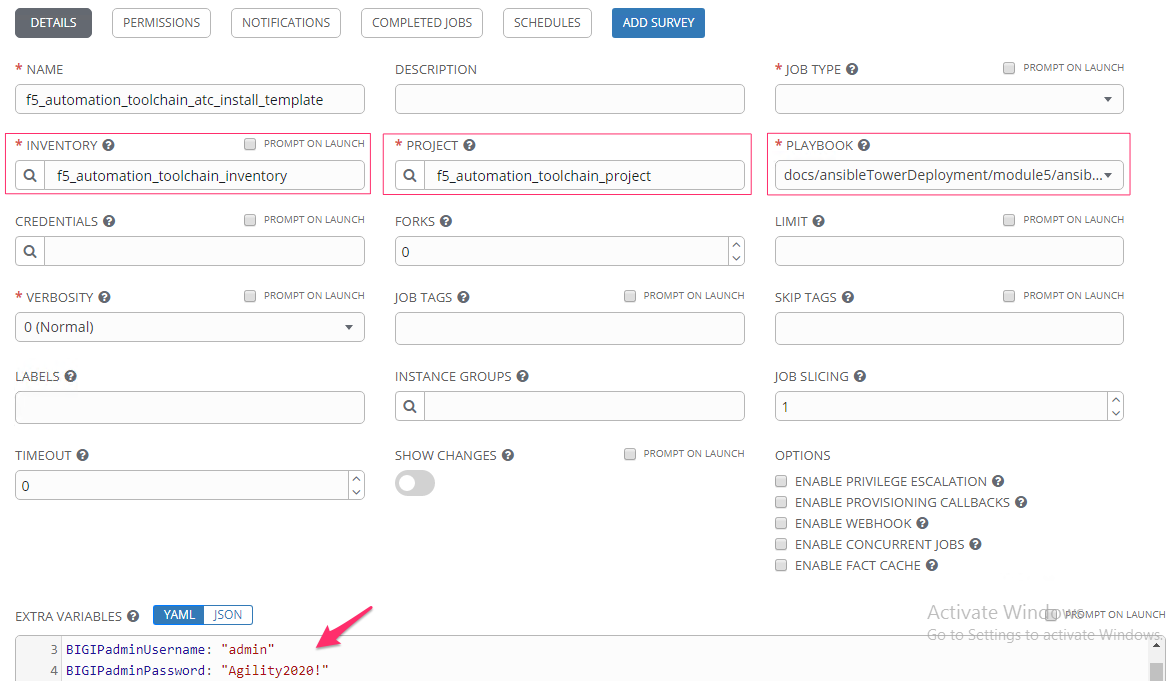 DETAILS PERMISSIONS NOTIFICATIONS COMPLETED JOBS SCHEDULES ADD SURVEY
* NAME
f5_automation_toolchain_atc_install_template
DESCRIPTION
* JOB TYPE PROMPT ON LAUNCH
* INVENTORY PROMPT ON LAUNCH
f5_automation_toolchain_inventory
* PROJECT
f5_automation_toolchain_project
* PLAYBOOK
docs/ansibleTowerDeployment/module5/ansib...
CREDENTIALS PROMPT ON LAUNCH
FORKS
0
LIMIT PROMPT ON LAUNCH
* VERBOSITY PROMPT ON LAUNCH
0 (Normal)
JOB TAGS PROMPT ON LAUNCH
SKIP TAGS PROMPT ON LAUNCH
LABELS
INSTANCE GROUPS
JOB SLICING
1
TIMEOUT
0
SHOW CHANGES PROMPT ON LAUNCH
OPTIONS
ENABLE PRIVILEGE ESCALATION
ENABLE PROVISIONING CALLBACKS
ENABLE WEBHOOK
ENABLE CONCURRENT JOBS
ENABLE FACT CACHE
EXTRA VARIABLES YAML JSON PROMPT ON LAUNCH
Activate Windows
Go to Settings to activate Windows.
3 BIGIPadminUsername: "admin"
4 BIGIPadminPassword: "Agility2020!"